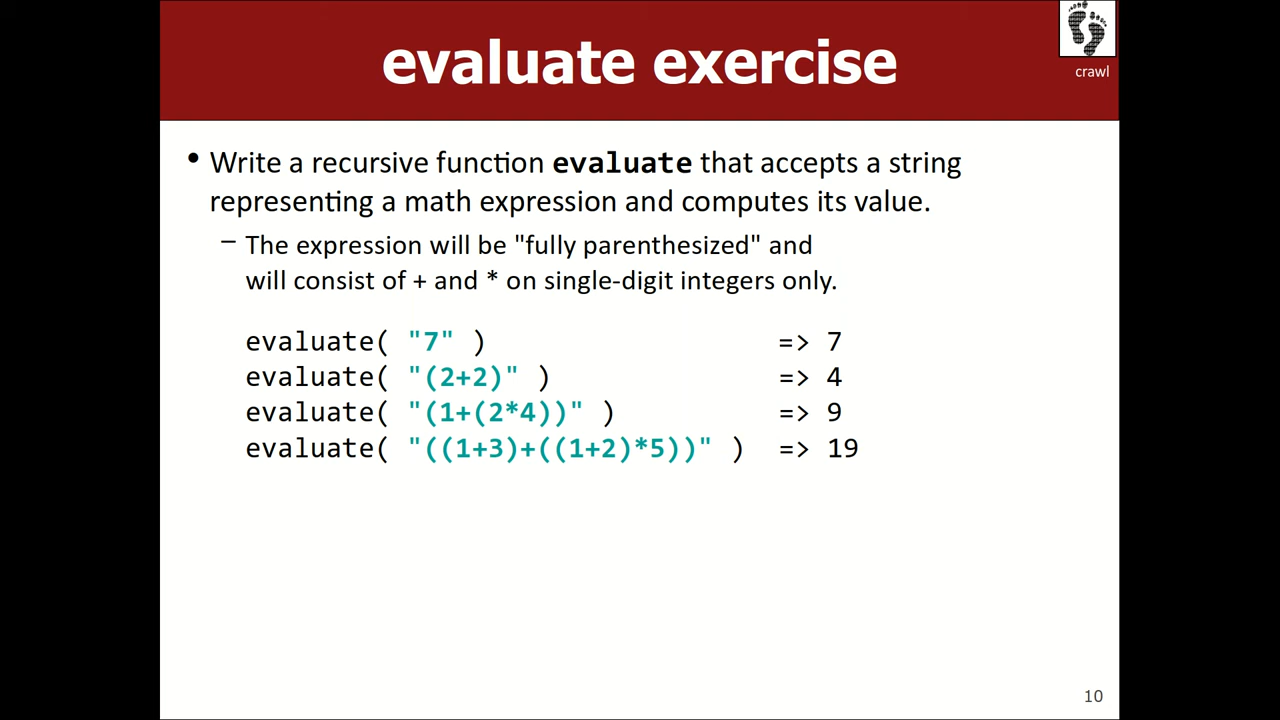 evaluate exercise
crawl
• Write a recursive function evaluate that accepts a string
representing a math expression and computes its value.
– The expression will be "fully parenthesized" and
will consist of + and * on single-digit integers only.
evaluate( "7" ) => 7
evaluate( "(2+2)" ) => 4
evaluate( "(1+(2*4))" ) => 9
evaluate( "((1+3)+((1+2)*5))" ) => 19
10